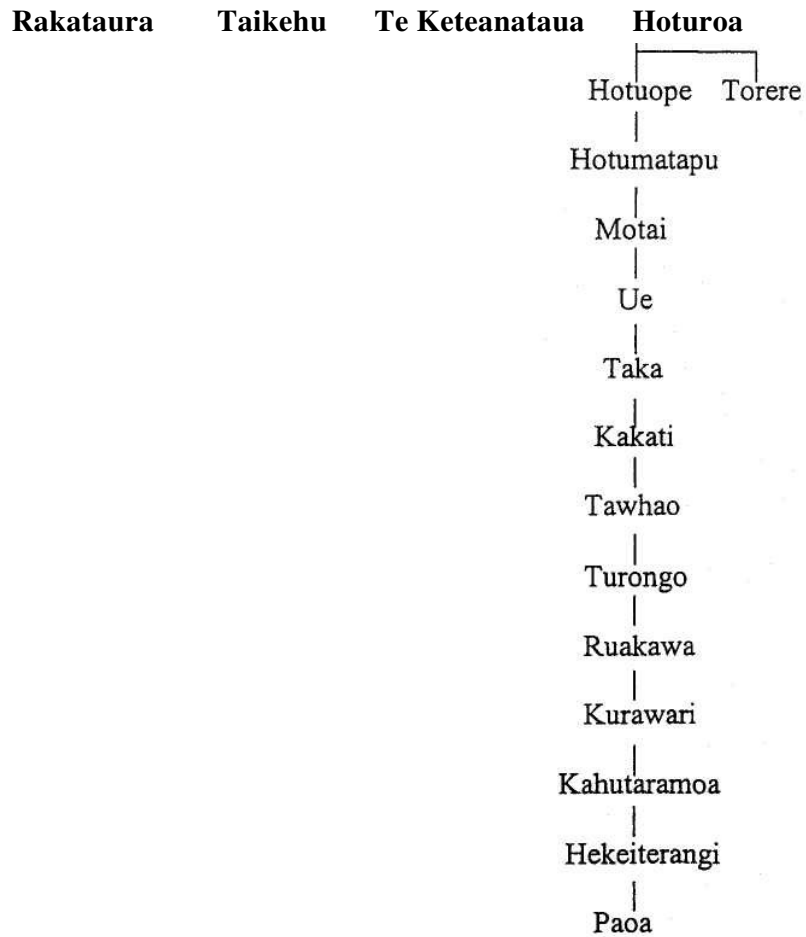 Rakataura Taikehu Te Keteanataua Hoturoa
Hotuope Torere
Hotumatapu
Motai
Ue
Taka
Kakati
Tawhao
Turongo
Ruakawa
Kurawari
Kahutaramoa
Hekeiterangi
Paoa